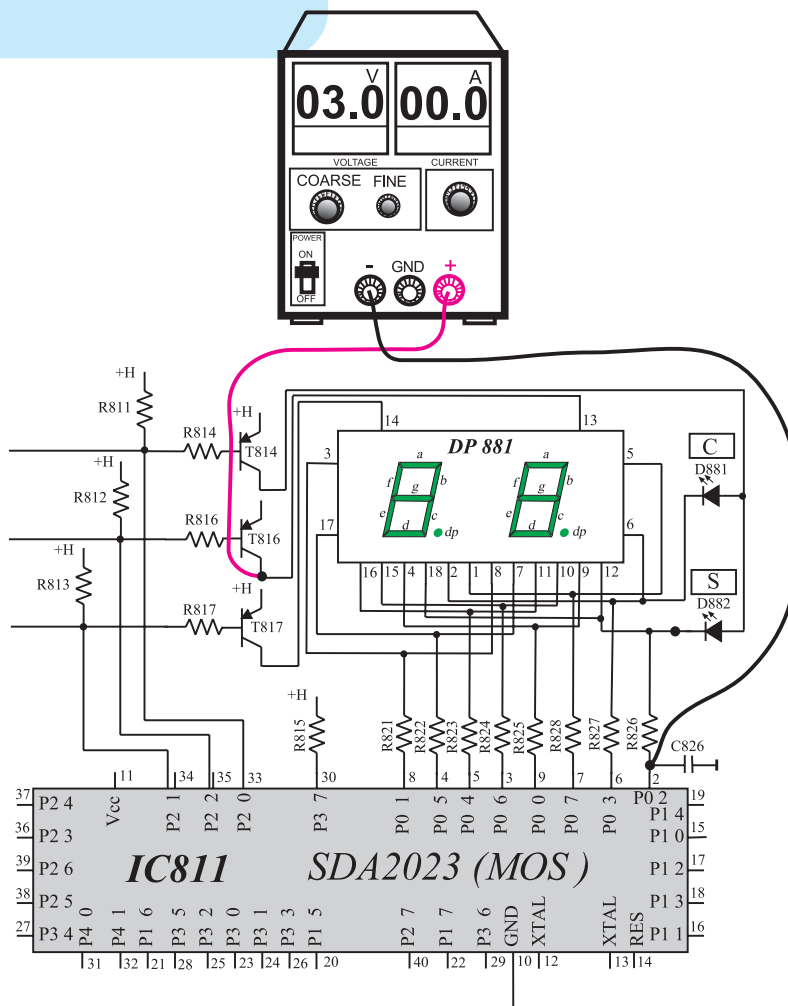 V A
03.0 00.0
VOLTAGE CURRENT
COARSE FINE
POWER
ON
OFF
- GND +
+H
R811
+H
R814
T814
14 13
3 DP 881 5
a a
f b f b
g g
e c e c
d d
dp dp
17 6
C
D881
+H
R812
R816
T816
16 15 4 18 2 1 8 7 11 10 9 12
S
D882
+H
R813
+H
R817
T817
+H
R815
R821 R822 R823 R824 R825 R828 R827 R826
C826
11 34 35 33 30 8 4 5 3 9 7 6 2
37 P2 4
36 P2 3
39 P2 6
38 P2 5
27 P3 4
Vcc P2 1 P2 2 P2 0 P3 7 P0 1 P0 5 P0 4 P0 6 P0 0 P0 7 P0 3 P0 2
P1 4 19
P1 0 15
P1 2 17
P1 3 18
P1 1 16
IC811 SDA2023 (MOS )
P4 0 P4 1 P1 6 P3 5 P3 2 P3 0 P3 1 P3 3 P1 5 P2 7 P1 7 P3 6 GND XTAL XTAL RES
31 32 21 28 25 23 24 26 20 40 22 29 10 12 13 14